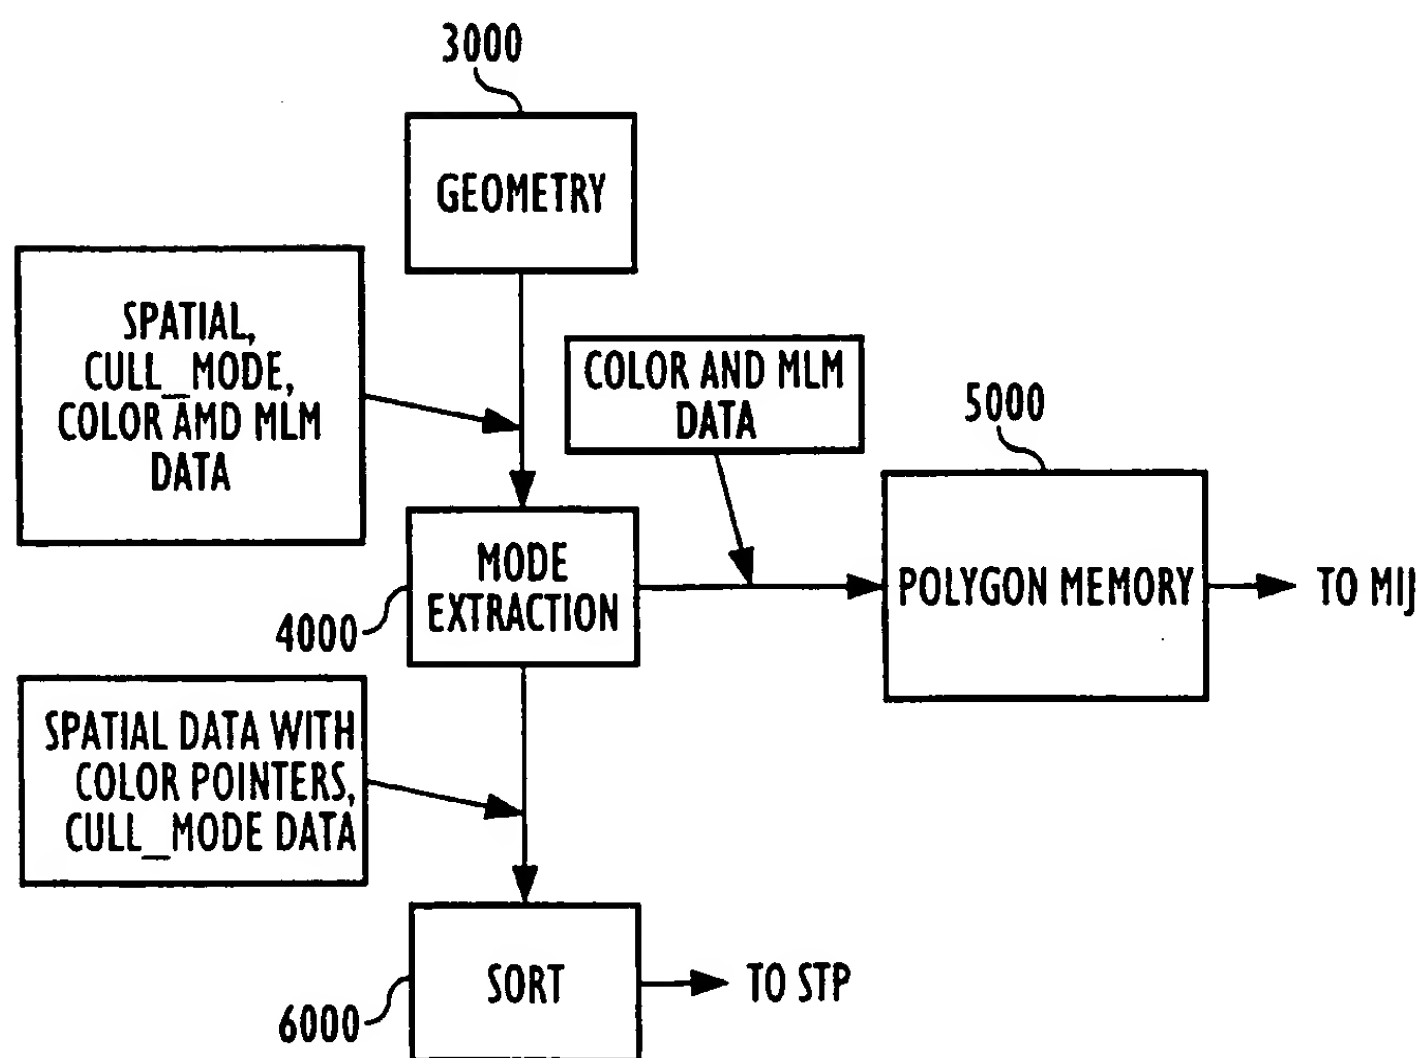 3000
GEOMETRY
SPATIAL,
CULL_MODE,
COLOR AMD MLM
DATA
COLOR AND MLM
DATA
5000
MODE
EXTRACTION
4000
POLYGON MEMORY
TO MIJ
SPATIAL DATA WITH
COLOR POINTERS,
CULL_MODE DATA
SORT
TO STP
6000